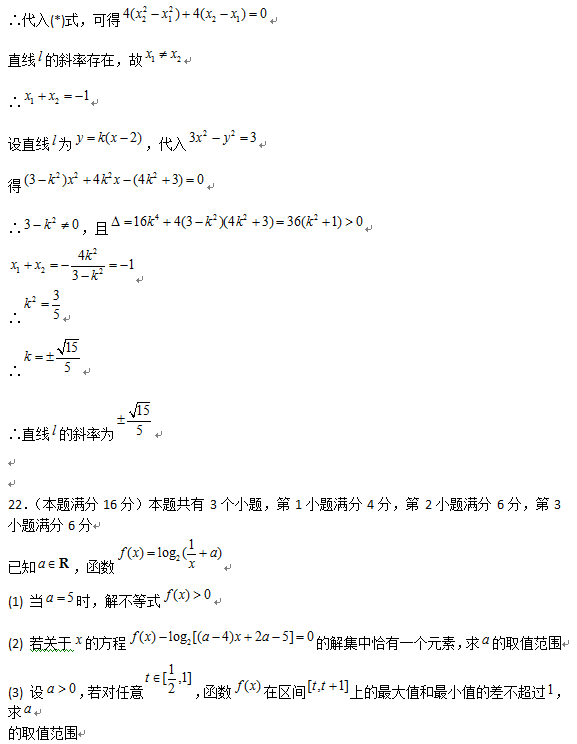 ∴代入(*)式，可得 4(x₂² − x₁²) + 4(x₂ − x₁) = 0
直线 l 的斜率存在，故 x₁ ≠ x₂
∴ x₁ + x₂ = −1
设直线 l 为 y = k(x − 2)，代入 3x² − y² = 3
得 (3 − k²)x² + 4k²x − (4k² + 3) = 0
∴ 3 − k² ≠ 0，且 Δ = 16k⁴ + 4(3 − k²)(4k² + 3) = 36(k² + 1) > 0
x₁ + x₂ = −4k²/(3 − k²) = −1
∴ k² = 3/5
∴ k = ±√15/5
∴直线 l 的斜率为 ±√15/5
22.（本题满分 16 分）本题共有 3 个小题，第 1 小题满分 4 分，第 2 小题满分 6 分，第 3
小题满分 6 分
已知 a ∈ R，函数 f(x) = log₂(1/x + a)
(1) 当 a = 5 时，解不等式 f(x) > 0
(2) 若关于 x 的方程 f(x) − log₂[(a − 4)x + 2a − 5] = 0 的解集中恰有一个元素，求 a 的取值范围
(3) 设 a > 0，若对任意 t ∈ [1/2, 1]，函数 f(x) 在区间 [t, t + 1] 上的最大值和最小值的差不超过 1，
求 a
的取值范围